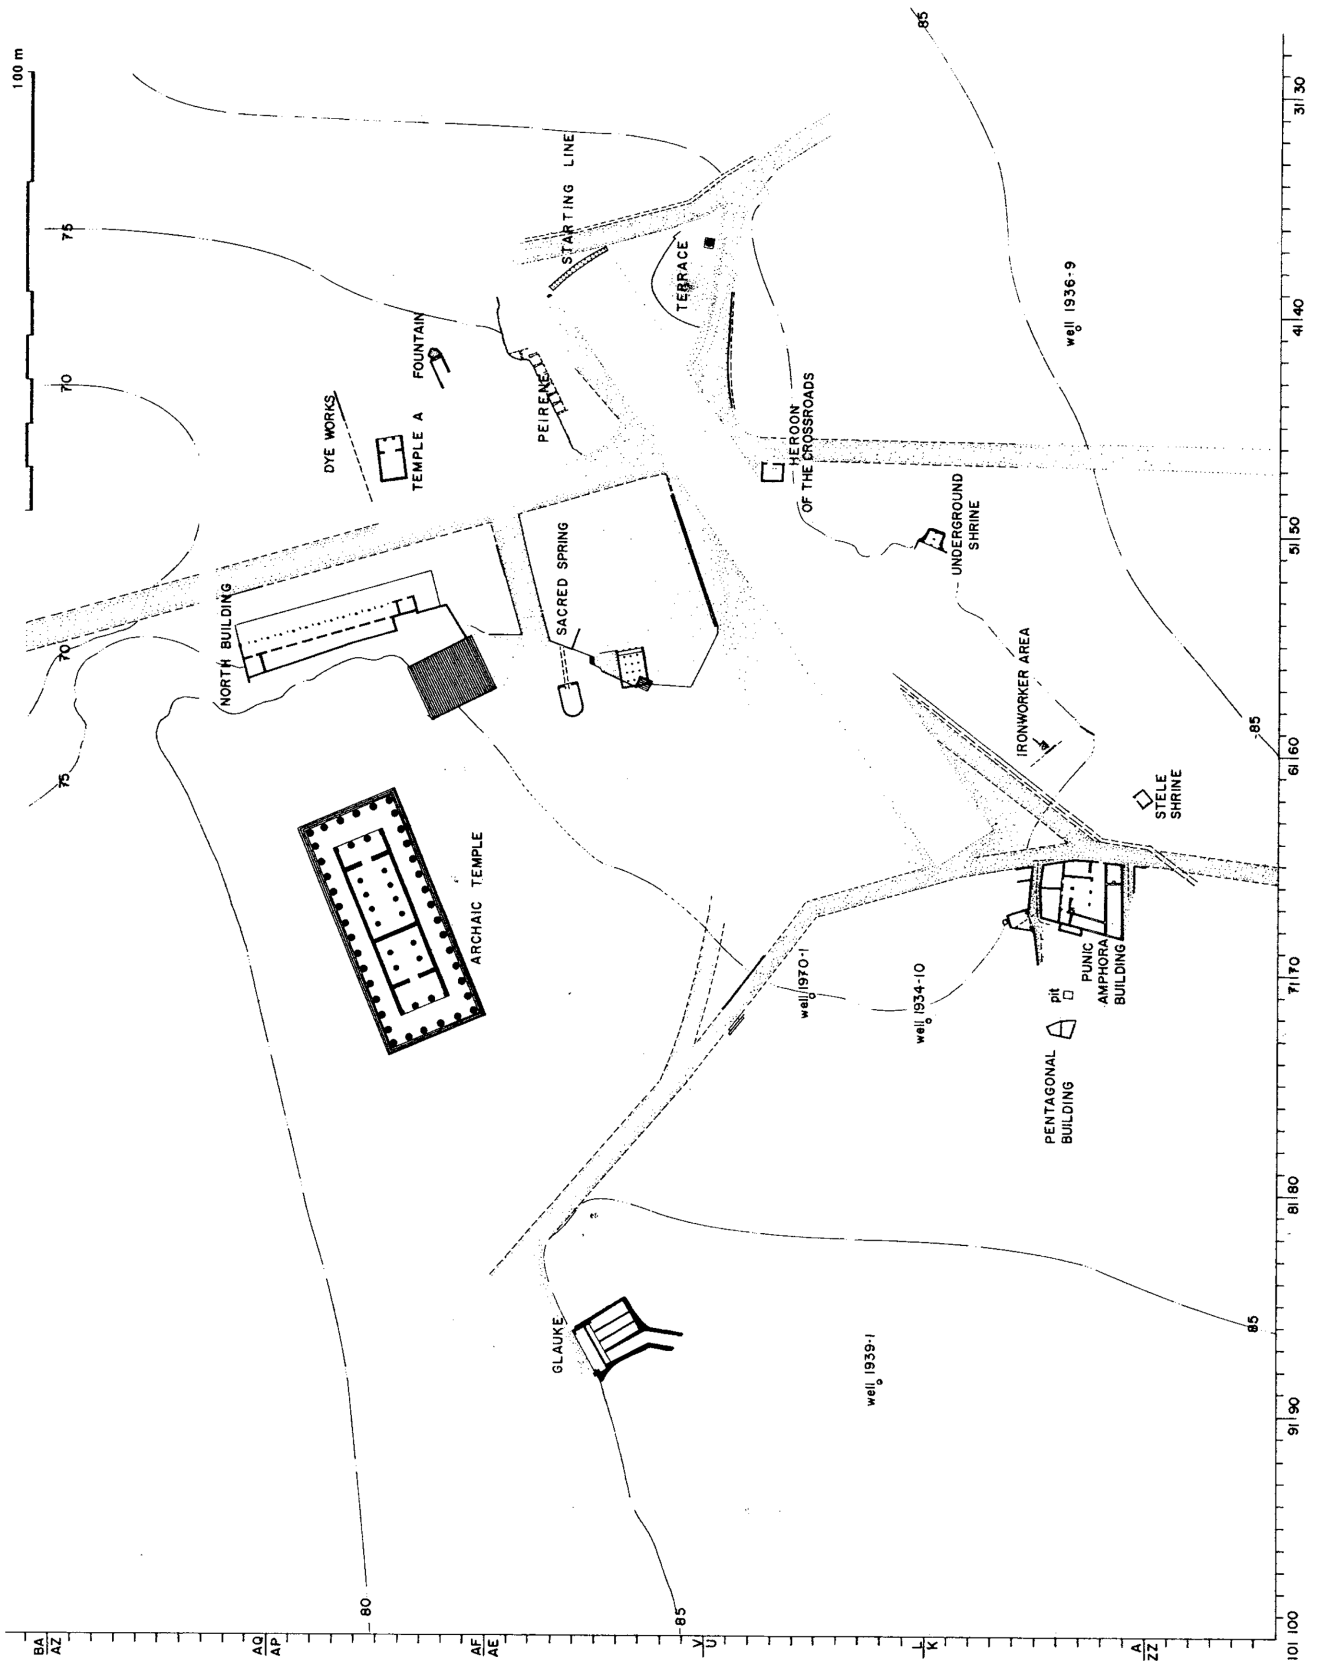 100 m
85
75
STARTING LINE
TERRACE
70
FOUNTAIN
DYE WORKS
TEMPLE A
PEIRENE
well 1936-9
HEROON
OF THE CROSSROADS
UNDERGROUND
SHRINE
SACRED SPRING
NORTH BUILDING
70
75
IRONWORKER AREA
85
STELE
SHRINE
ARCHAIC TEMPLE
well 1970-1
well 1934-10
PUNIC
AMPHORA
BUILDING
pit
PENTAGONAL
BUILDING
GLAUKE
well 1939-1
85
80
85
BA
AZ
AQ
AP
AF
AE
V
U
L
K
A
ZZ
101 100
91 90
81 80
71 70
61 60
51 50
41 40
31 30